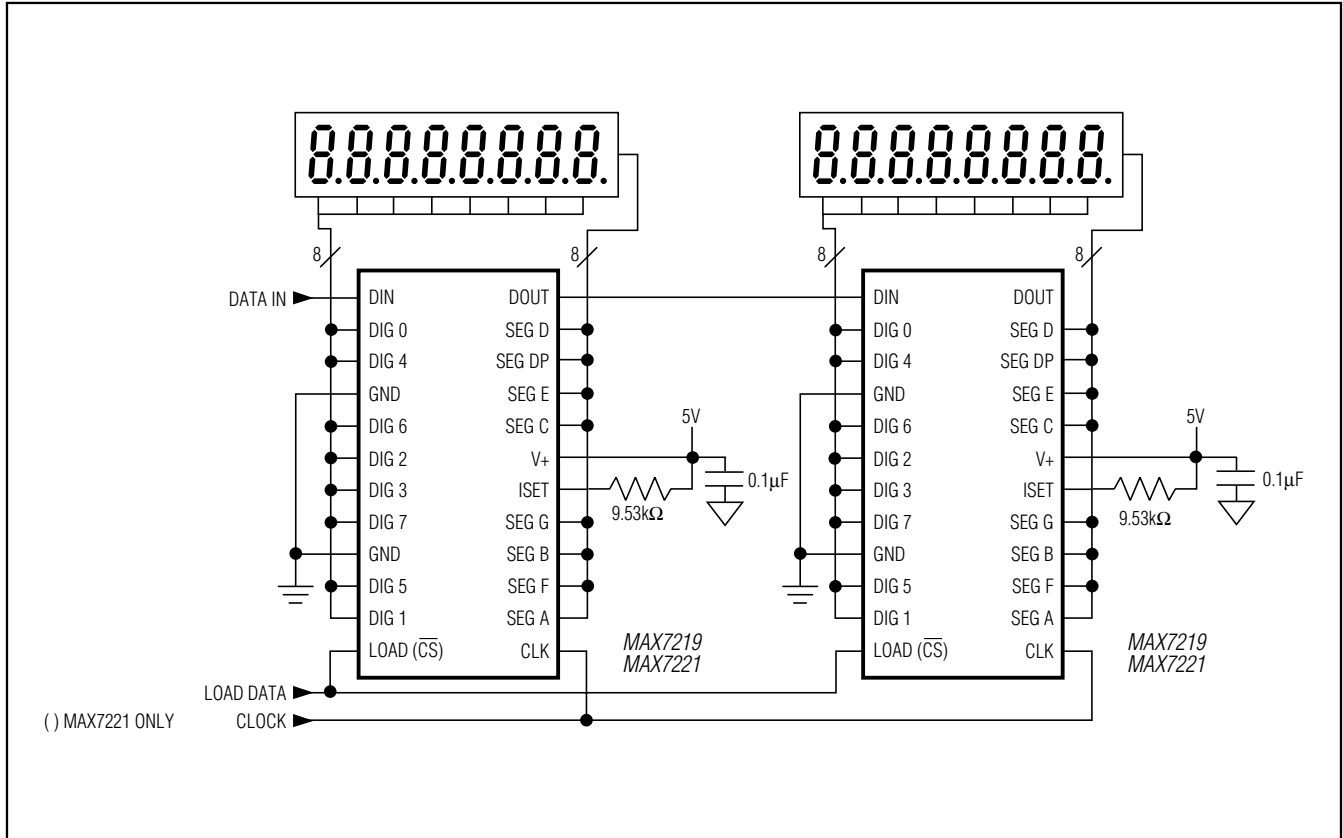 8.8.8.8.8.8.8.8.
8.8.8.8.8.8.8.8.
8
8
8
8
DATA IN
DIN DOUT
DIG 0 SEG D
DIG 4 SEG DP
GND SEG E
DIG 6 SEG C
DIG 2 V+
DIG 3 ISET
DIG 7 SEG G
GND SEG B
DIG 5 SEG F
DIG 1 SEG A
LOAD (C̅S̅) CLK
5V
0.1µF
9.53kΩ
MAX7219
MAX7221
DIN DOUT
DIG 0 SEG D
DIG 4 SEG DP
GND SEG E
DIG 6 SEG C
DIG 2 V+
DIG 3 ISET
DIG 7 SEG G
GND SEG B
DIG 5 SEG F
DIG 1 SEG A
LOAD (C̅S̅) CLK
5V
0.1µF
9.53kΩ
MAX7219
MAX7221
LOAD DATA
( ) MAX7221 ONLY CLOCK